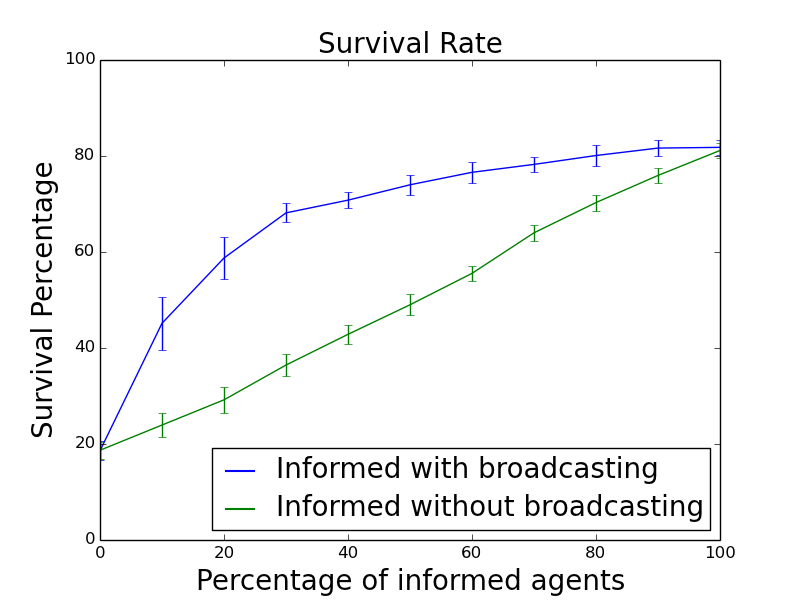 Survival Rate
100
80
60
40
20
0
Survival Percentage
Informed with broadcasting
Informed without broadcasting
0 20 40 60 80 100
Percentage of informed agents